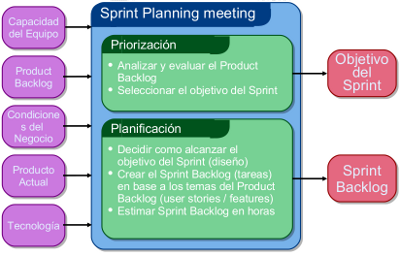 Sprint Planning meeting
Capacidad
del Equipo
Product
Backlog
Condicione
s del
Negocio
Producto
Actual
Tecnología
Priorización
• Analizar y evaluar el Product
Backlog
• Seleccionar el objetivo del Sprint
Planificación
• Decidir como alcanzar el
objetivo del Sprint (diseño)
• Crear el Sprint Backlog (tareas)
en base a los temas del Product
Backlog (user stories / features)
• Estimar Sprint Backlog en horas
Objetivo
del
Sprint
Sprint
Backlog